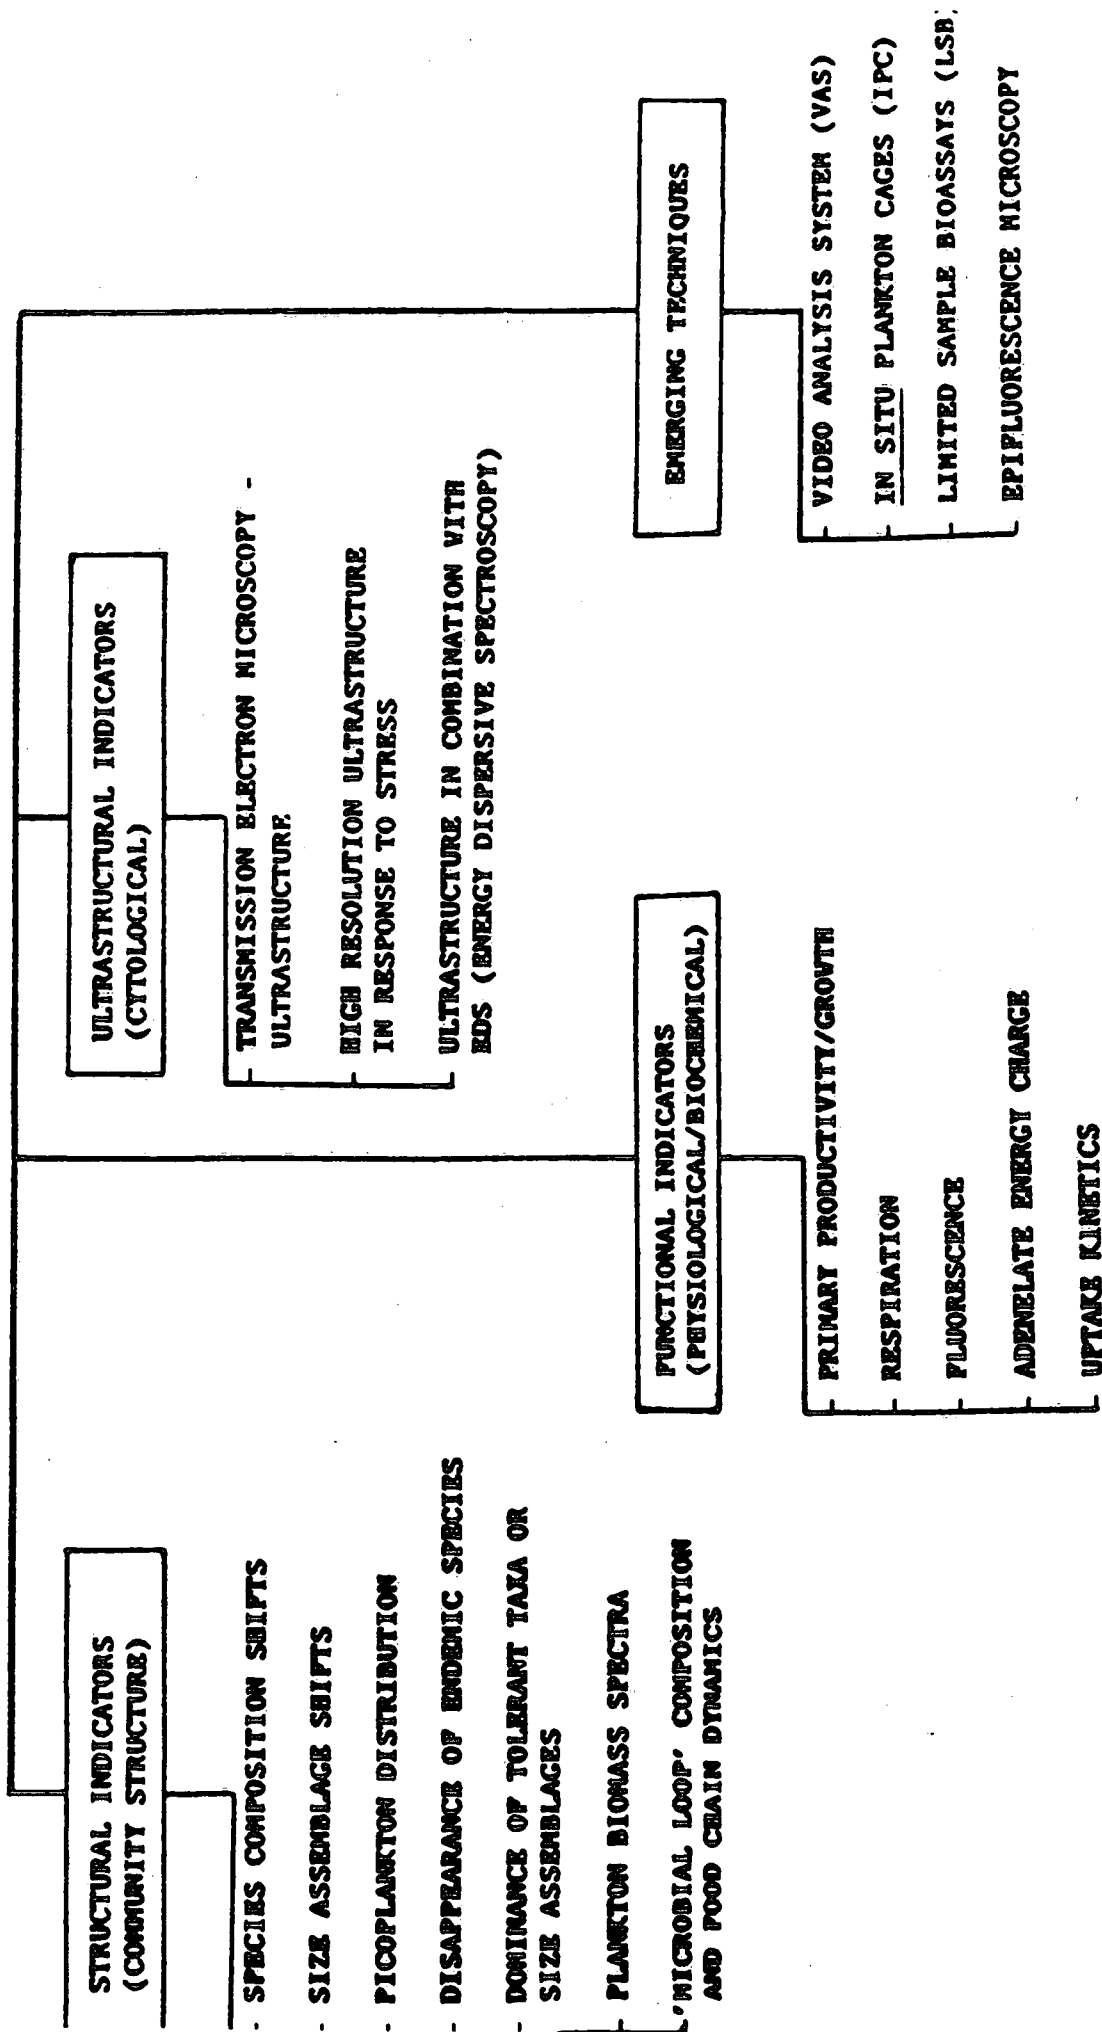 STRUCTURAL INDICATORS
(COMMUNITY STRUCTURE)
- SPECIES COMPOSITION SHIFTS
- SIZE ASSEMBLAGE SHIFTS
- PICOPLANKTON DISTRIBUTION
- DISAPPEARANCE OF ENDEMIC SPECIES
- DOMINANCE OF TOLERANT TAXA OR
SIZE ASSEMBLAGES
PLANKTON BIOMASS SPECTRA
'MICROBIAL LOOP' COMPOSITION
AND FOOD CHAIN DYNAMICS
ULTRASTRUCTURAL INDICATORS
(CYTOLOGICAL)
TRANSMISSION ELECTRON MICROSCOPY -
ULTRASTRUCTURE
HIGH RESOLUTION ULTRASTRUCTURE
IN RESPONSE TO STRESS
ULTRASTRUCTURE IN COMBINATION WITH
EDS (ENERGY DISPERSIVE SPECTROSCOPY)
FUNCTIONAL INDICATORS
(PHYSIOLOGICAL/BIOCHEMICAL)
PRIMARY PRODUCTIVITY/GROWTH
RESPIRATION
FLUORESCENCE
ADENELATE ENERGY CHARGE
UPTAKE KINETICS
EMERGING TECHNIQUES
VIDEO ANALYSIS SYSTEM (VAS)
IN SITU PLANKTON CAGES (IPC)
LIMITED SAMPLE BIOASSAYS (LSB
EPIFLUORESCENCE MICROSCOPY